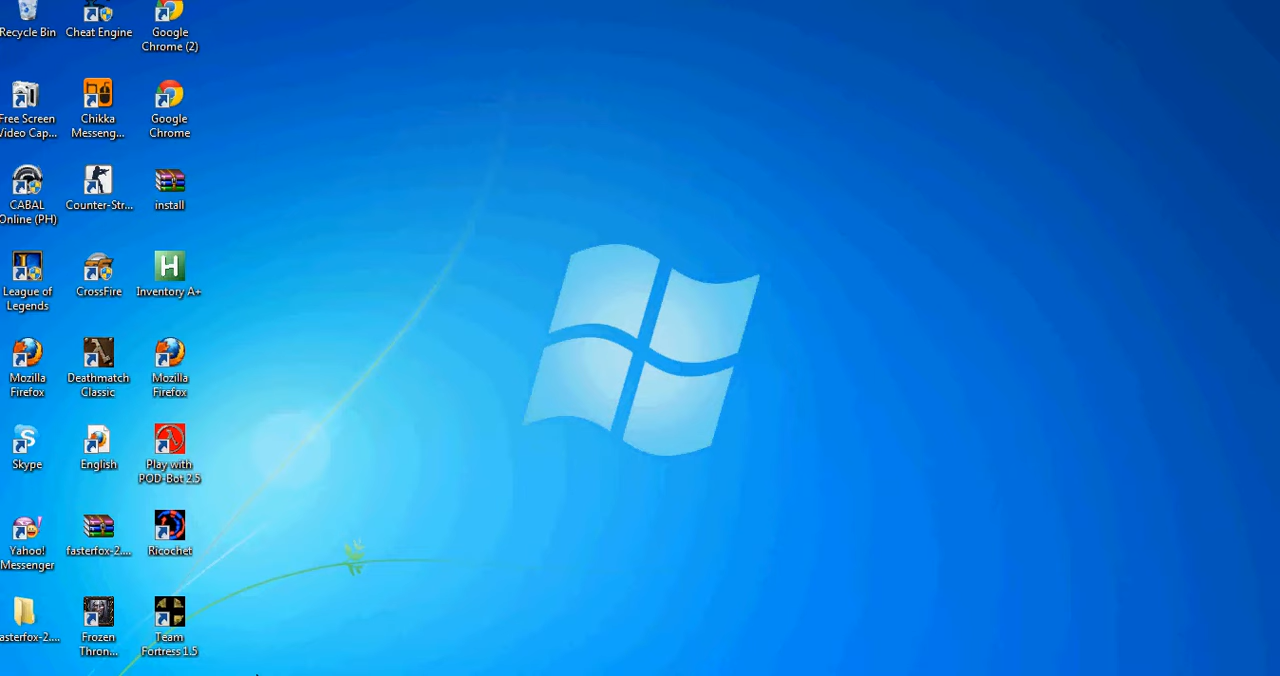 Recycle Bin
Cheat Engine
Google
Chrome (2)
Free Screen
Video Cap...
Chikka
Messeng...
Google
Chrome
CABAL
Online (PH)
Counter-Str...
install
League of
Legends
CrossFire
Inventory A+
Mozilla
Firefox
Deathmatch
Classic
Mozilla
Firefox
Skype
English
Play with
POD-Bot 2.5
Yahoo!
Messenger
fasterfox-2....
Ricochet
asterfox-2....
Frozen
Thron...
Team
Fortress 1.5